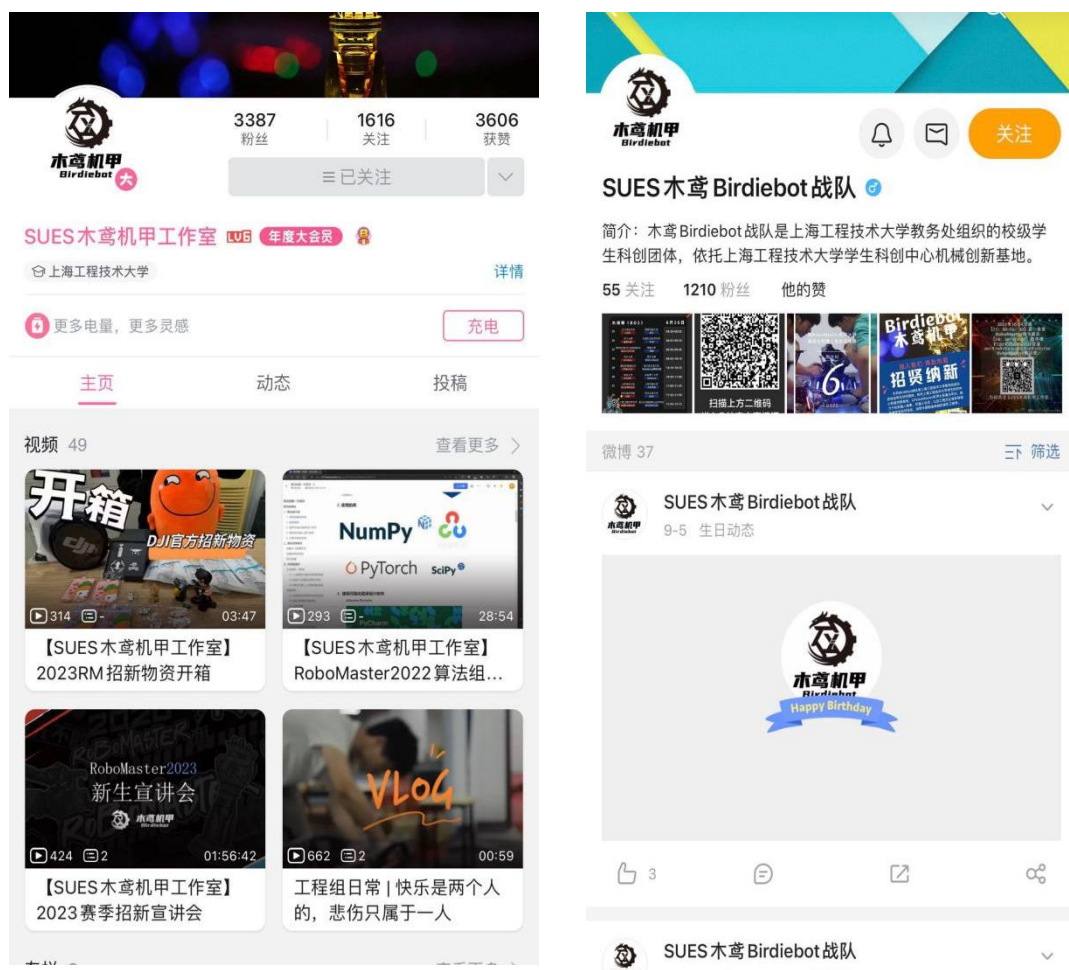 木鸢机甲
Birdiebot
大
3387
粉丝
1616
关注
3606
获赞
已关注
SUES木鸢机甲工作室 LV6 年度大会员
上海工程技术大学
详情
更多电量，更多灵感
充电
主页
动态
投稿
视频 49
查看更多
开箱
DJI官方招新物资
dji
314
-
03:47
【SUES木鸢机甲工作室】
2023RM招新物资开箱
NumPy
PyTorch
SciPy
PyCharm
293
-
28:54
【SUES木鸢机甲工作室】
RoboMaster2022算法组...
RoboMaster2023
新生宣讲会
木鸢机甲
Birdiebot
424
2
01:56:42
【SUES木鸢机甲工作室】
2023赛季招新宣讲会
VLOG
662
2
00:59
工程组日常 | 快乐是两个人
的，悲伤只属于一人
木鸢机甲
Birdiebot
关注
SUES木鸢Birdiebot战队
简介：木鸢Birdiebot战队是上海工程技术大学教务处组织的校级学
生科创团体，依托上海工程技术大学学生科创中心机械创新基地。
55 关注
1210 粉丝
他的赞
扫描上方二维码
6
Birdiebot
木鸢机甲
招贤纳新
微博 37
筛选
木鸢机甲
Birdiebot
SUES木鸢Birdiebot战队
9-5 生日动态
木鸢机甲
Birdiebot
Happy Birthday
3
SUES木鸢Birdiebot战队